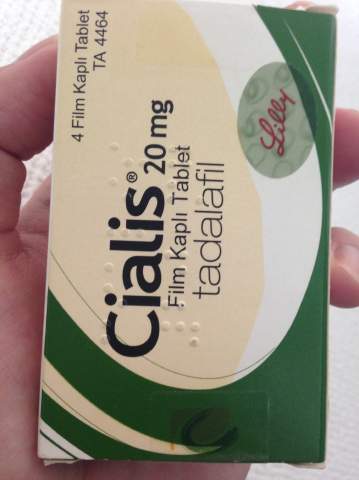 4 Film Kaplı Tablet
TA 4464
Lilly
Cialis® 20 mg
Film Kaplı Tablet
tadalafil